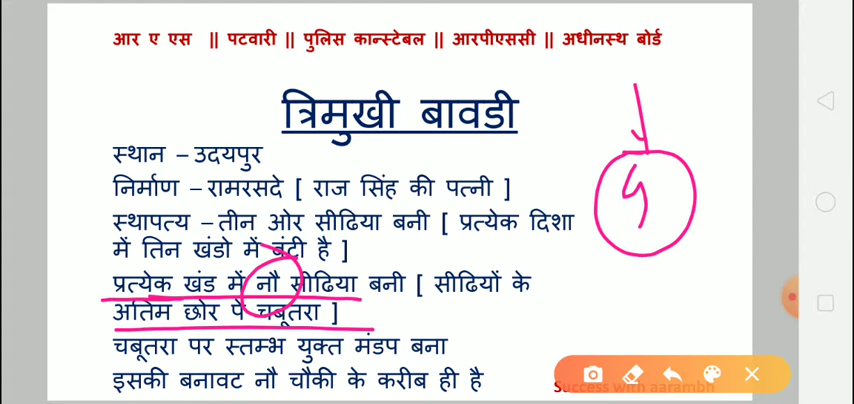 आर ए एस || पटवारी || पुलिस कान्स्टेबल || आरपीएससी || अधीनस्थ बोर्ड
त्रिमुखी बावडी
स्थान – उदयपुर
निर्माण – रामरसदे [ राज सिंह की पत्नी ]
स्थापत्य – तीन ओर सीढिया बनी [ प्रत्येक दिशा
में तिन खंडो में बंटी है ]
प्रत्येक खंड में नौ सीढिया बनी [ सीढियों के
अतिम छोर पे चबूतरा ]
चबूतरा पर स्तम्भ युक्त मंडप बना
इसकी बनावट नौ चौकी के करीब ही है
Success with aarambh